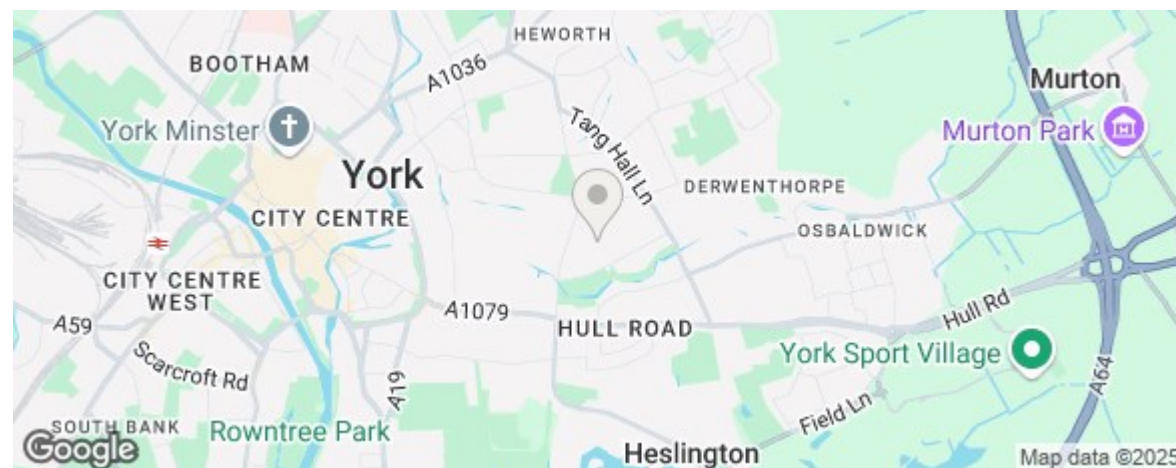 HEWORTH
BOOTHAM
A1036
Murton
York Minster
Tang Hall Ln
Murton Park
York
DERWENTHORPE
CITY CENTRE
OSBALDWICK
CITY CENTRE
WEST
A1079
Hull Rd
A59
HULL ROAD
Scarcroft Rd
York Sport Village
A19
A64
Field Ln
SOUTH BANK
Rowntree Park
Heslington
Google
Map data ©2025